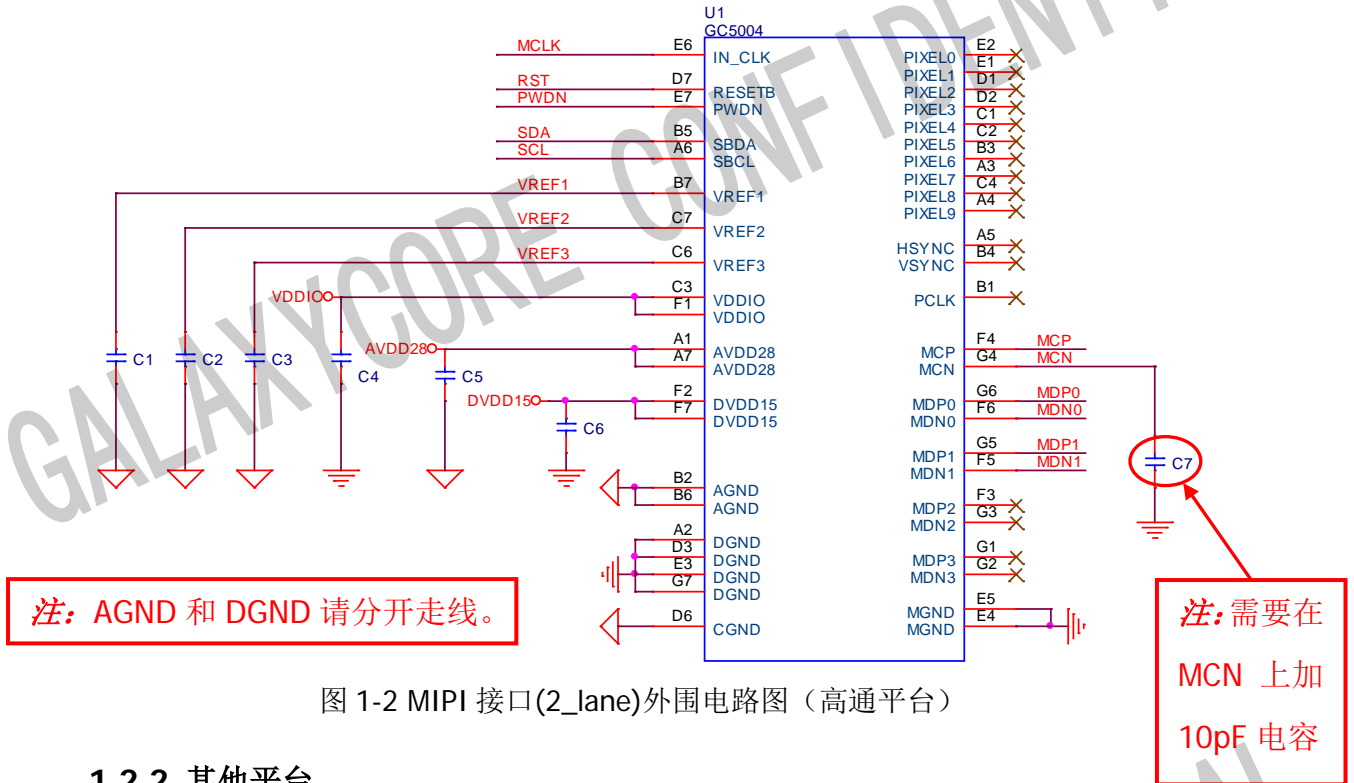 U1
GC5004
MCLK E6 IN_CLK
RST D7 RESETB
PWDN E7 PWDN
SDA B5 SBDA
SCL A6 SBCL
VREF1 B7 VREF1
VREF2 C7 VREF2
VREF3 C6 VREF3
VDDIO C3 VDDIO
F1 VDDIO
AVDD28 A1 AVDD28
A7 AVDD28
DVDD15 F2 DVDD15
F7 DVDD15
B2 AGND
B6 AGND
A2 DGND
D3 DGND
E3 DGND
G7 DGND
D6 CGND
C1
C2
C3
C4
C5
C6
PIXEL0 E2
PIXEL1 E1
PIXEL2 D1
PIXEL3 D2
PIXEL4 C1
PIXEL5 C2
PIXEL6 B3
PIXEL7 A3
PIXEL8 C4
PIXEL9 A4
HSYNC A5
VSYNC B4
PCLK B1
MCP F4 MCP
MCN G4 MCN
MDP0 G6 MDP0
MDN0 F6 MDN0
MDP1 G5 MDP1
MDN1 F5 MDN1
MDP2 F3
MDN2 G3
MDP3 G1
MDN3 G2
MGND E5
MGND E4
C7
注：AGND 和 DGND 请分开走线。
注:需要在
MCN 上加
10pF 电容
图 1-2 MIPI 接口(2_lane)外围电路图（高通平台）
1.2.2 其他平台
GALAXYCORE CONFIDENTI